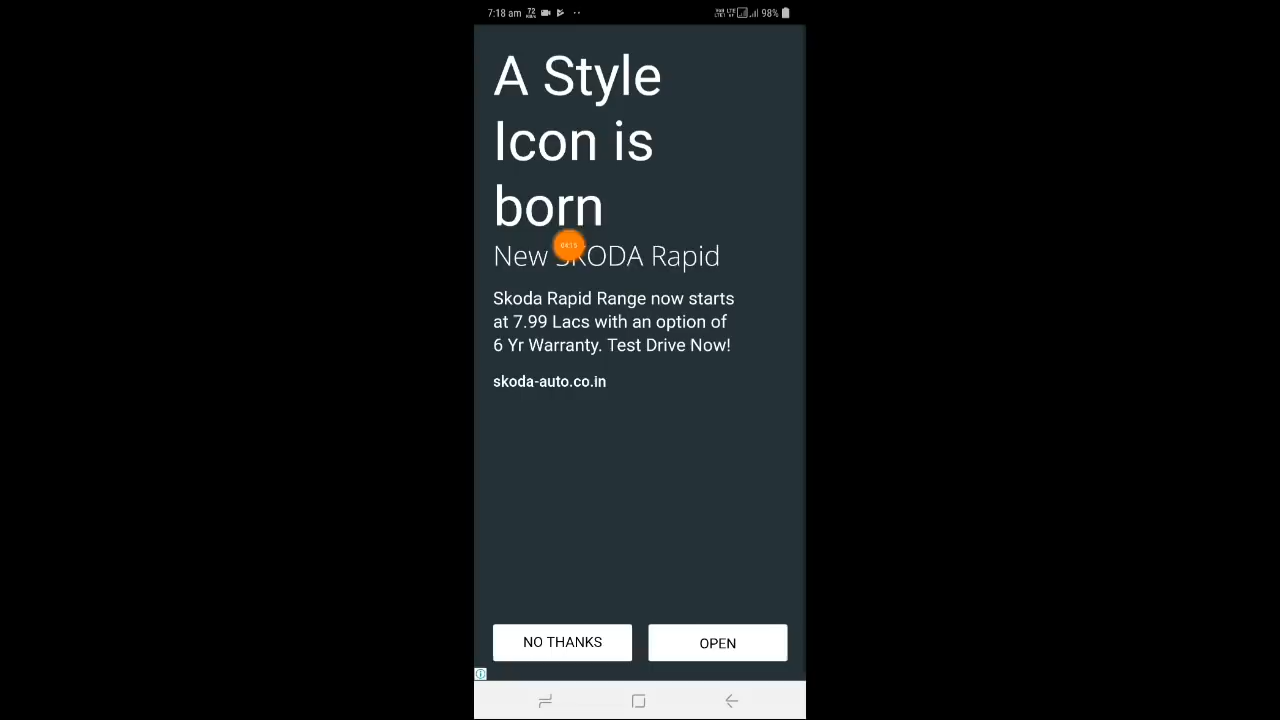 7:18 am 72 98%
A Style
Icon is
born
New SKODA Rapid
Skoda Rapid Range now starts
at 7.99 Lacs with an option of
6 Yr Warranty. Test Drive Now!
skoda-auto.co.in
NO THANKS OPEN